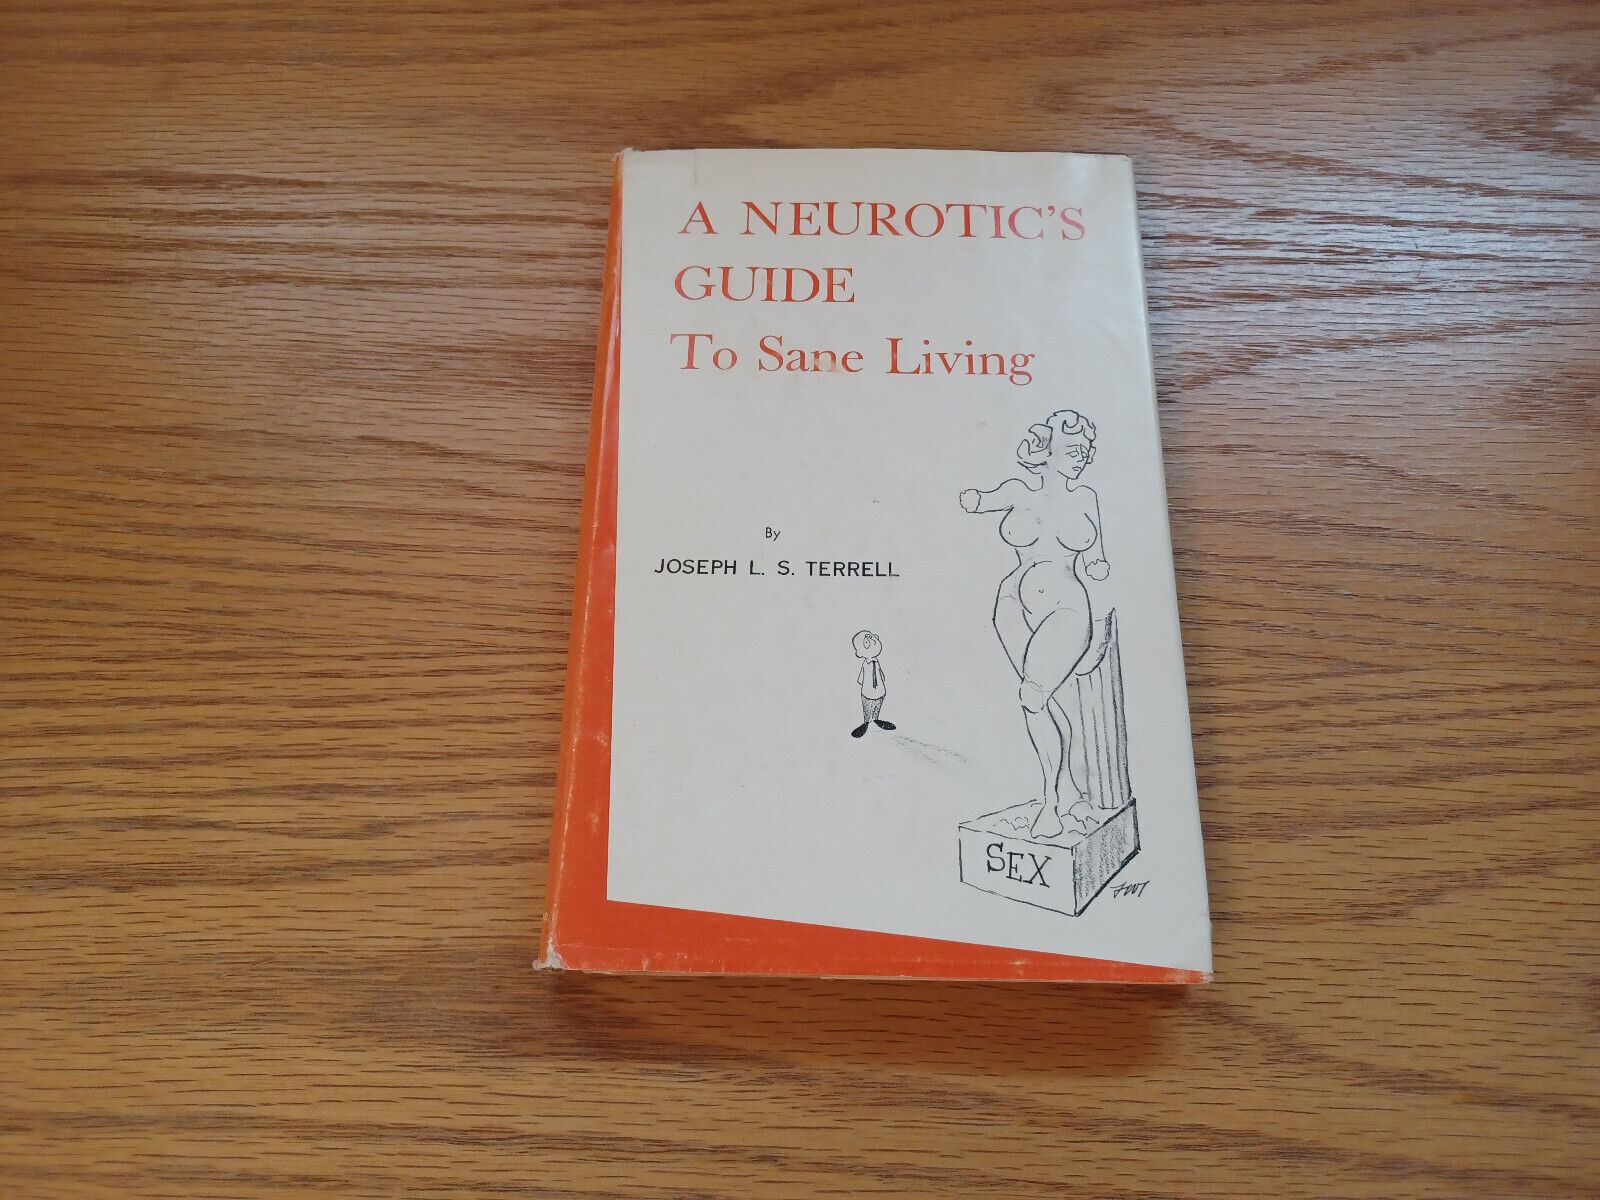 A NEUROTIC'S
GUIDE
To Sane Living
By
JOSEPH L. S. TERRELL
SEX